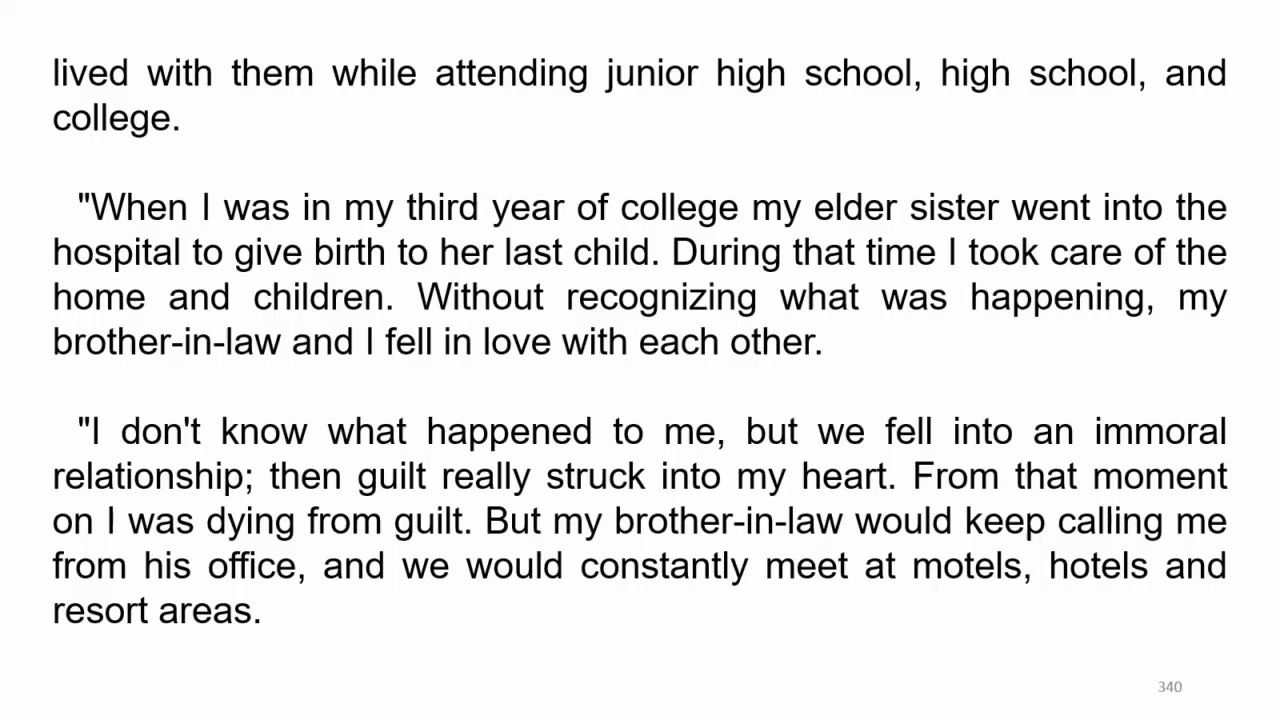 lived with them while attending junior high school, high school, and
college.
"When I was in my third year of college my elder sister went into the
hospital to give birth to her last child. During that time I took care of the
home and children. Without recognizing what was happening, my
brother-in-law and I fell in love with each other.
"I don't know what happened to me, but we fell into an immoral
relationship; then guilt really struck into my heart. From that moment
on I was dying from guilt. But my brother-in-law would keep calling me
from his office, and we would constantly meet at motels, hotels and
resort areas.
340